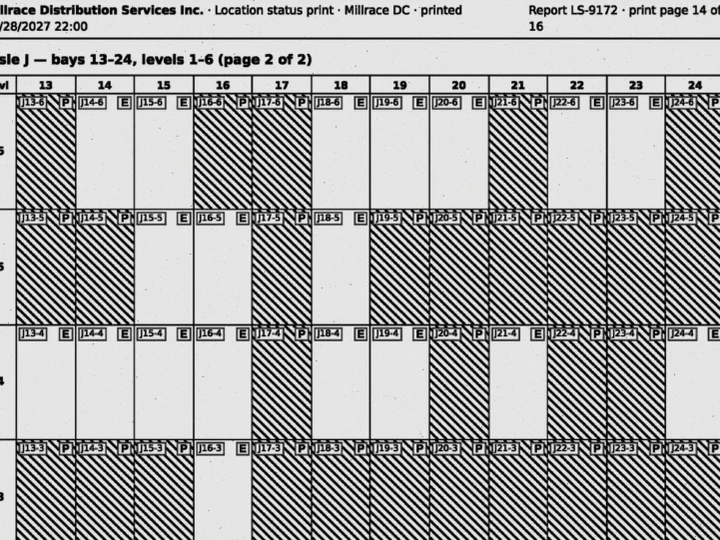 llrace Distribution Services Inc. · Location status print · Millrace DC · printed
/28/2027 22:00
Report LS-9172 · print page 14 of
16
sle J — bays 13–24, levels 1–6 (page 2 of 2)
vl 13 14 15 16 17 18 19 20 21 22 23 24
J13-6 P J14-6 E J15-6 E J16-6 P J17-6 P J18-6 E J19-6 E J20-6 E J21-6 P J22-6 E J23-6 E J24-6 P
J13-5 P J14-5 P J15-5 E J16-5 E J17-5 P J18-5 E J19-5 P J20-5 P J21-5 P J22-5 P J23-5 P J24-5 P
4 J13-4 E J14-4 E J15-4 E J16-4 E J17-4 P J18-4 E J19-4 E J20-4 P J21-4 E J22-4 P J23-4 P J24-4 E
3 J13-3 P J14-3 P J15-3 P J16-3 E J17-3 P J18-3 P J19-3 P J20-3 P J21-3 P J22-3 P J23-3 P J24-3 P